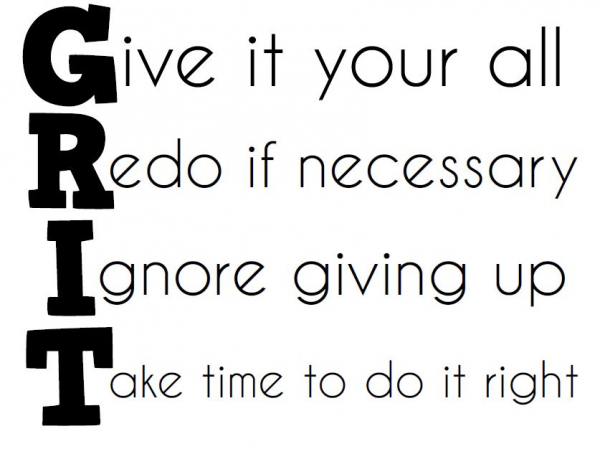 Give it your all
Redo if necessary
Ignore giving up
Take time to do it right